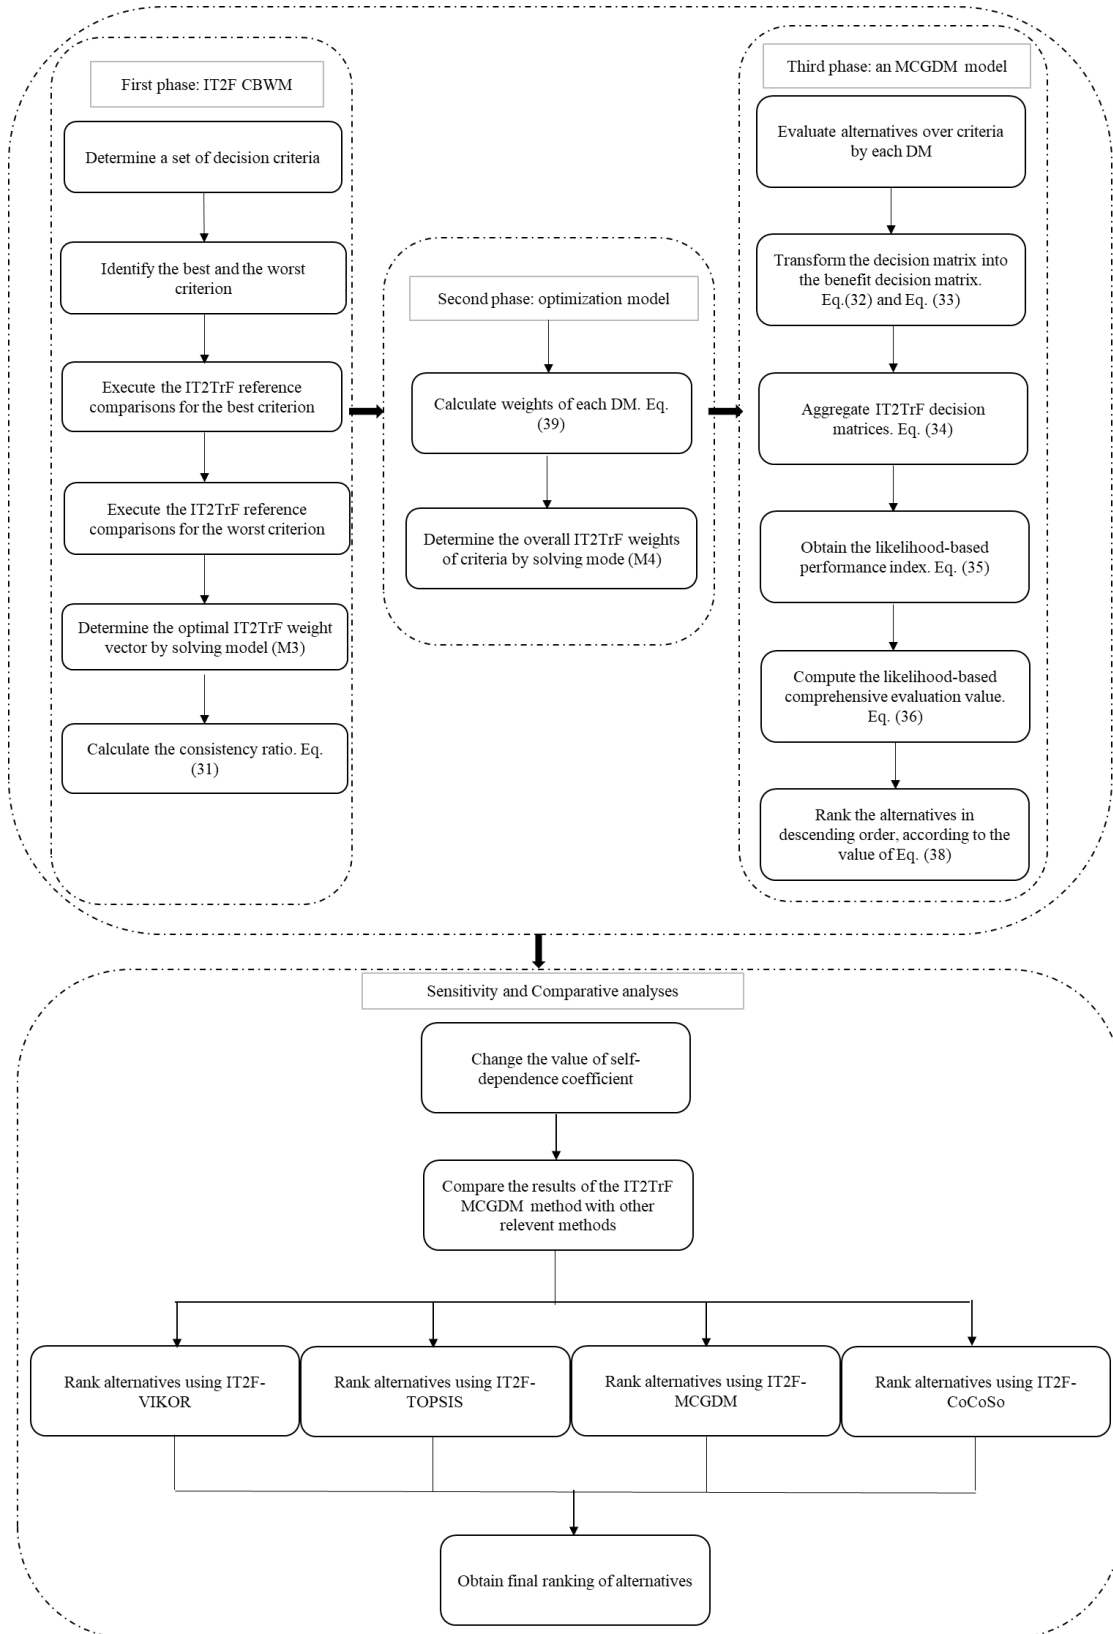 First phase: IT2F CBWM
Determine a set of decision criteria
Identify the best and the worst
criterion
Execute the IT2TrF reference
comparisons for the best criterion
Execute the IT2TrF reference
comparisons for the worst criterion
Determine the optimal IT2TrF weight
vector by solving model (M3)
Calculate the consistency ratio. Eq.
(31)
Second phase: optimization model
Calculate weights of each DM. Eq.
(39)
Determine the overall IT2TrF weights
of criteria by solving mode (M4)
Third phase: an MCGDM model
Evaluate alternatives over criteria
by each DM
Transform the decision matrix into
the benefit decision matrix.
Eq.(32) and Eq. (33)
Aggregate IT2TrF decision
matrices. Eq. (34)
Obtain the likelihood-based
performance index. Eq. (35)
Compute the likelihood-based
comprehensive evaluation value.
Eq. (36)
Rank the alternatives in
descending order, according to the
value of Eq. (38)
Sensitivity and Comparative analyses
Change the value of self-
dependence coefficient
Compare the results of the IT2TrF
MCGDM method with other
relevent methods
Rank alternatives using IT2F-
VIKOR
Rank alternatives using IT2F-
TOPSIS
Rank alternatives using IT2F-
MCGDM
Rank alternatives using IT2F-
CoCoSo
Obtain final ranking of alternatives